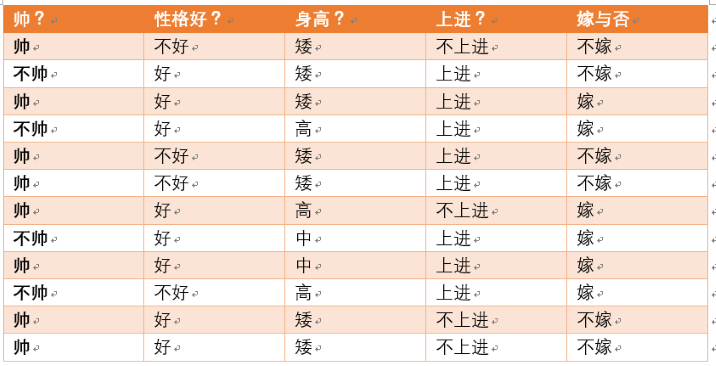 帅? 性格好? 身高? 上进? 嫁与否
帅 不好 矮 不上进 不嫁
不帅 好 矮 上进 不嫁
帅 好 矮 上进 嫁
不帅 好 高 上进 嫁
帅 不好 矮 上进 不嫁
帅 不好 矮 上进 不嫁
帅 好 高 不上进 嫁
不帅 好 中 上进 嫁
帅 好 中 上进 嫁
不帅 不好 高 上进 嫁
帅 好 矮 不上进 不嫁
帅 好 矮 不上进 不嫁